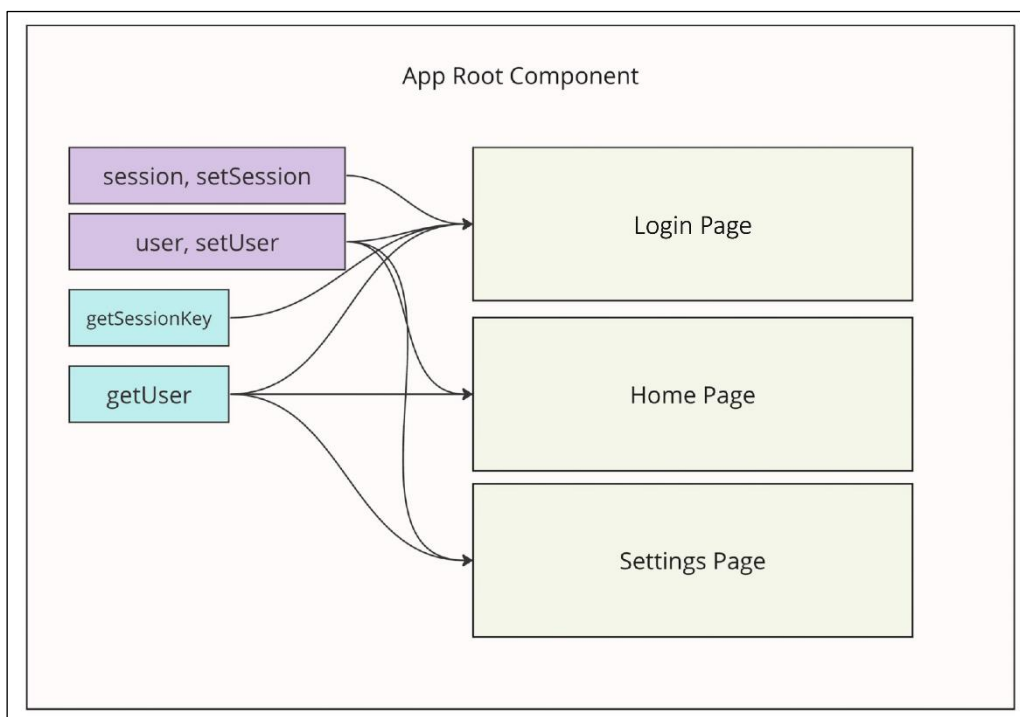 App Root Component
session, setSession
user, setUser
getSessionKey
getUser
Login Page
Home Page
Settings Page